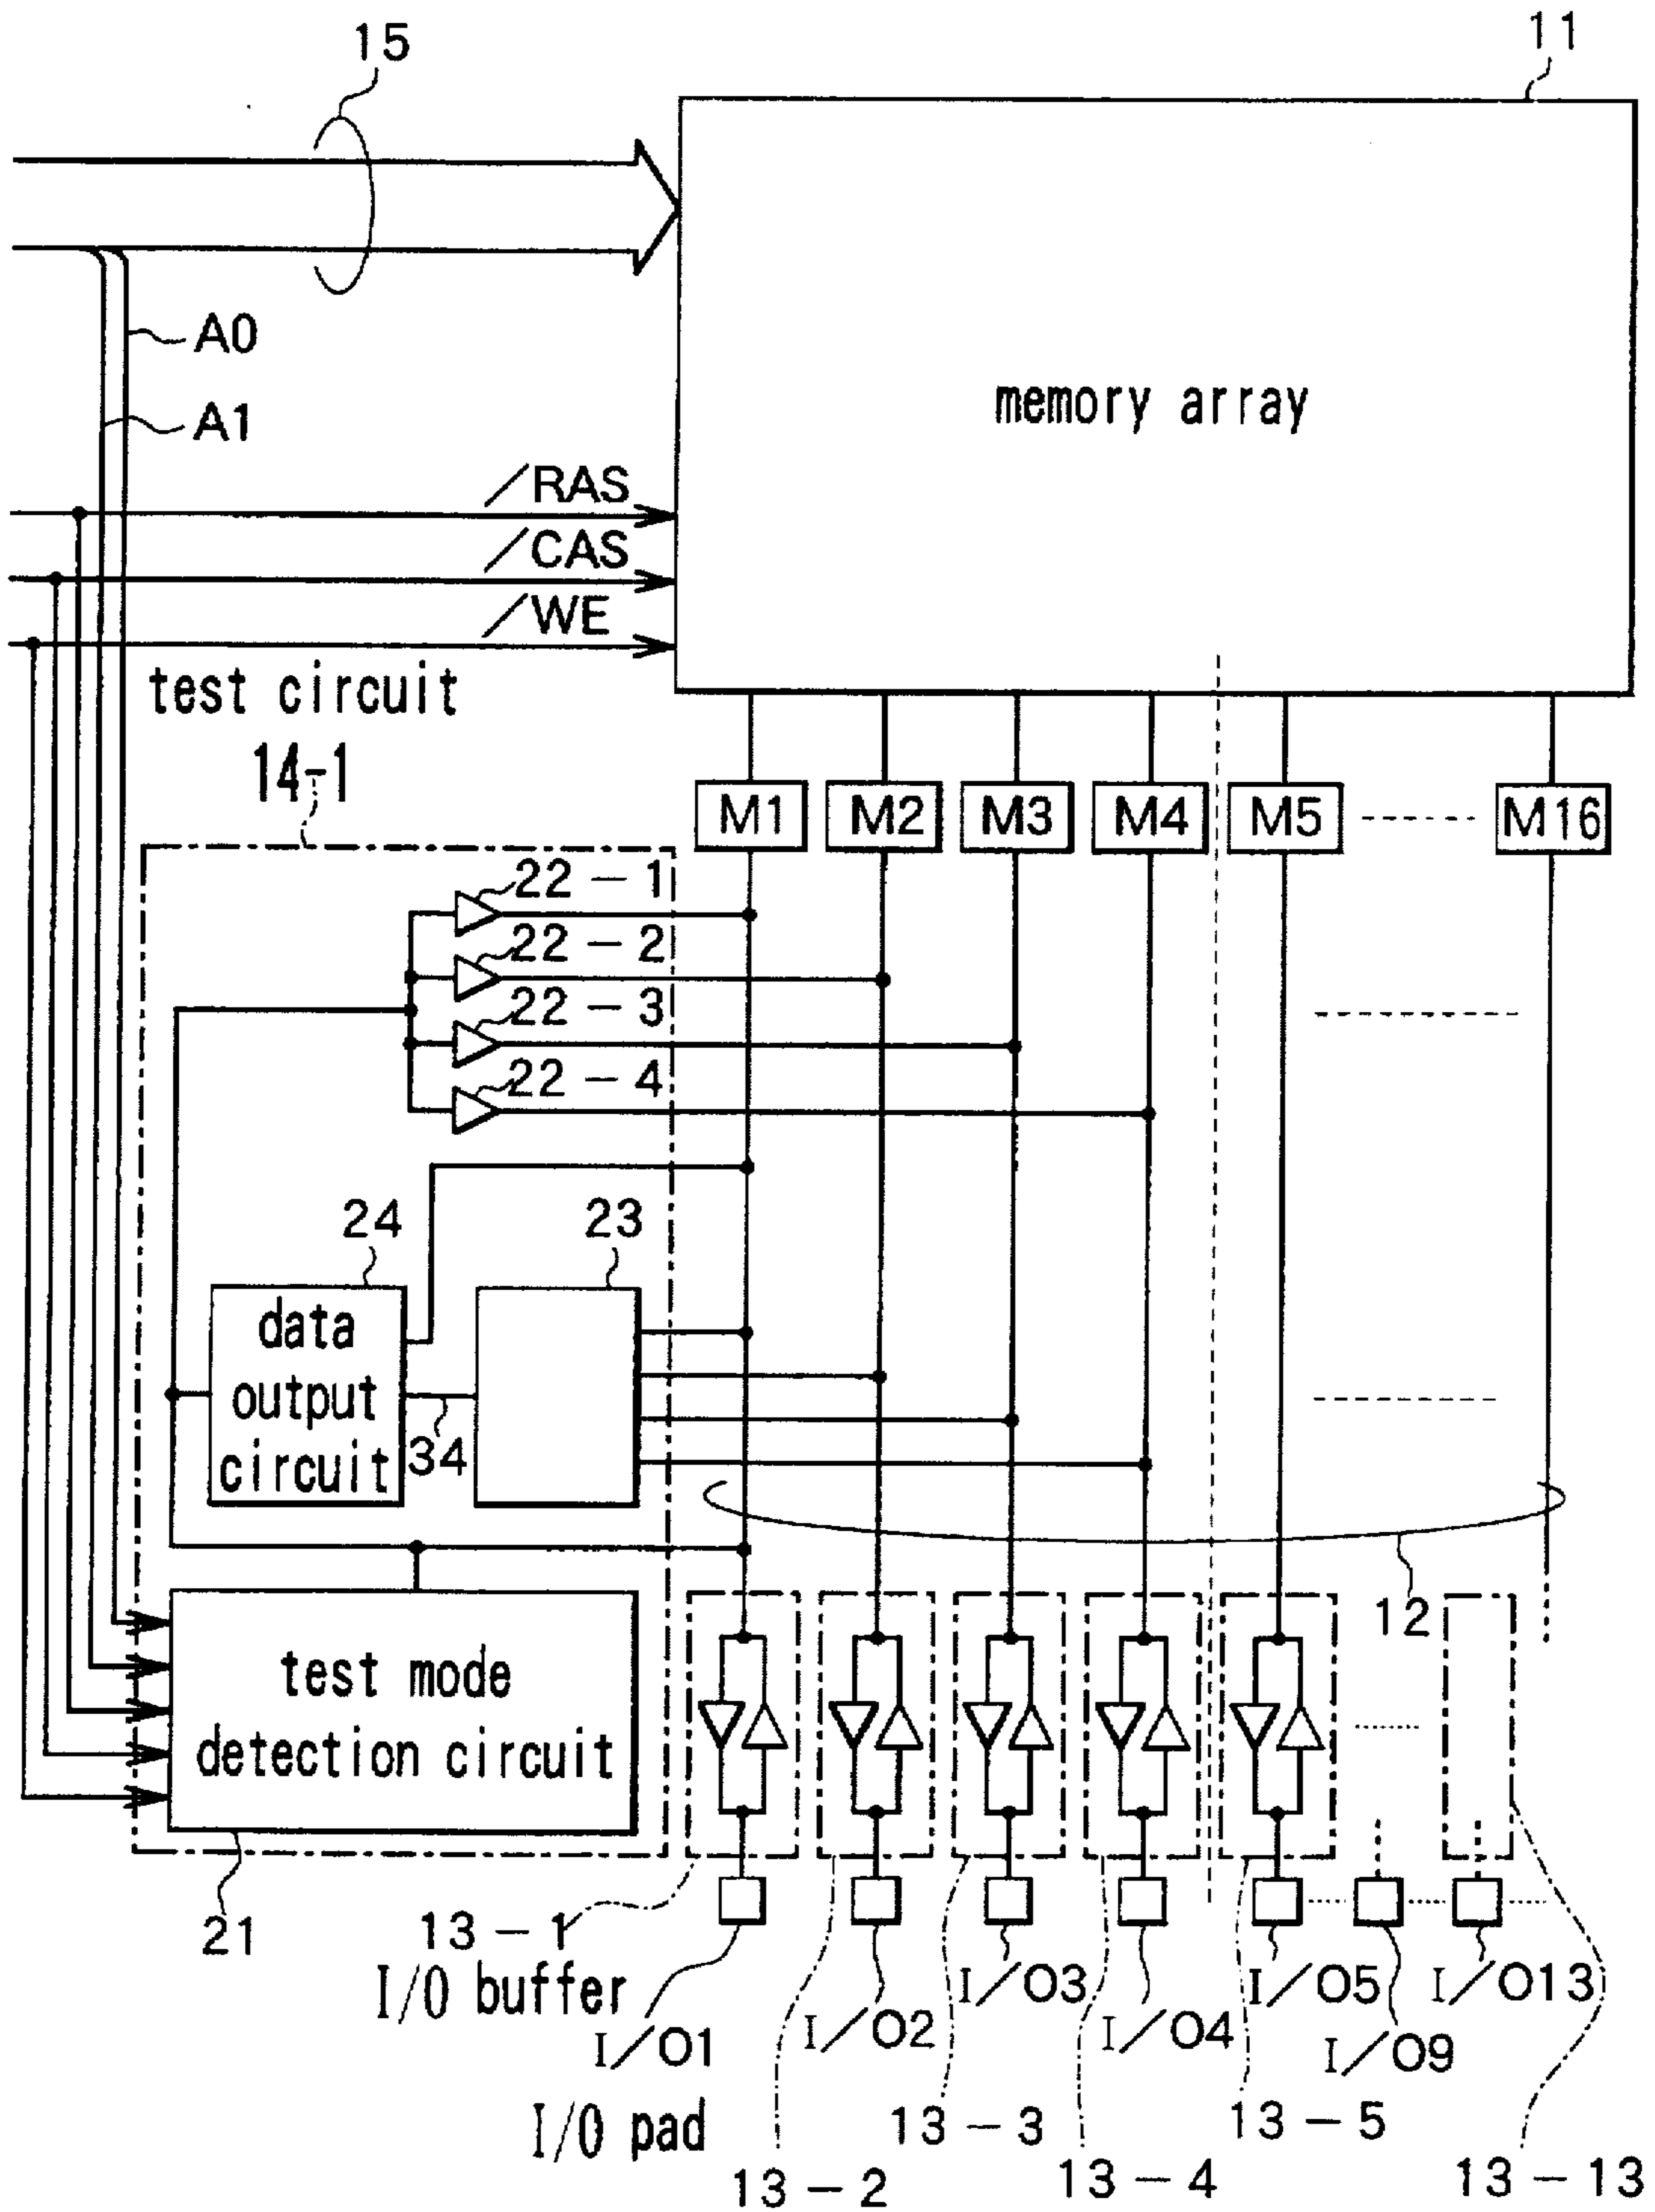 15
11
A0
A1
memory array
/RAS
/CAS
/WE
test circuit
14-1
M1
M2
M3
M4
M5
M16
22-1
22-2
22-3
22-4
24
23
data
output
circuit
34
12
test mode
detection circuit
21
13-1
I/O buffer
I/O1
I/O2
I/O3
I/O4
I/O5
I/O9
I/O13
I/O pad
13-2
13-3
13-4
13-5
13-13